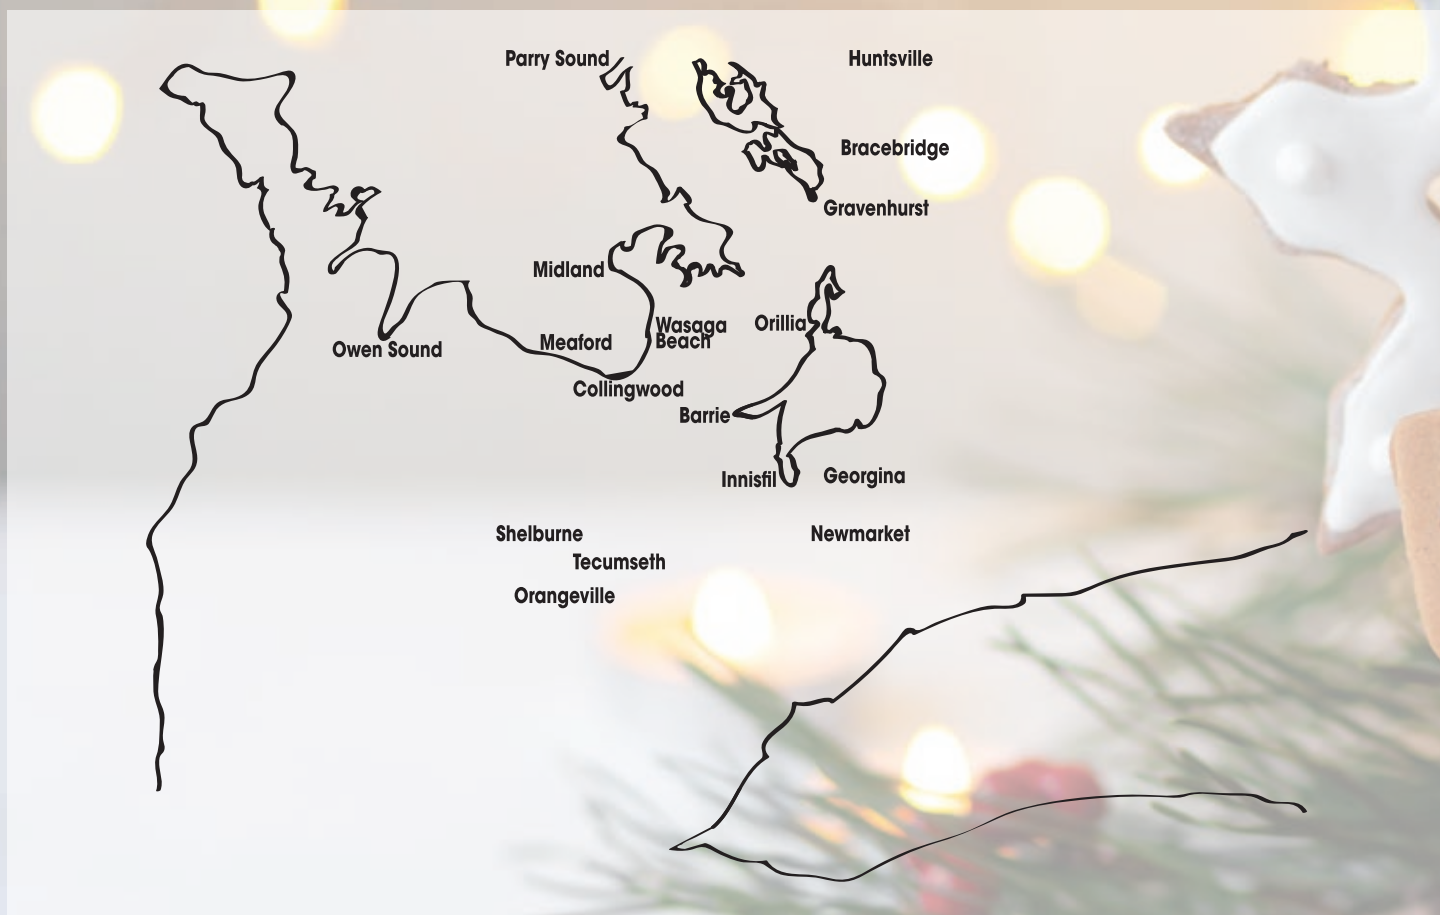 Parry Sound
Huntsville
Bracebridge
Gravenhurst
Midland
Orillia
Wasaga
Beach
Meaford
Owen Sound
Collingwood
Barrie
Innisfil
Georgina
Shelburne
Newmarket
Tecumseth
Orangeville